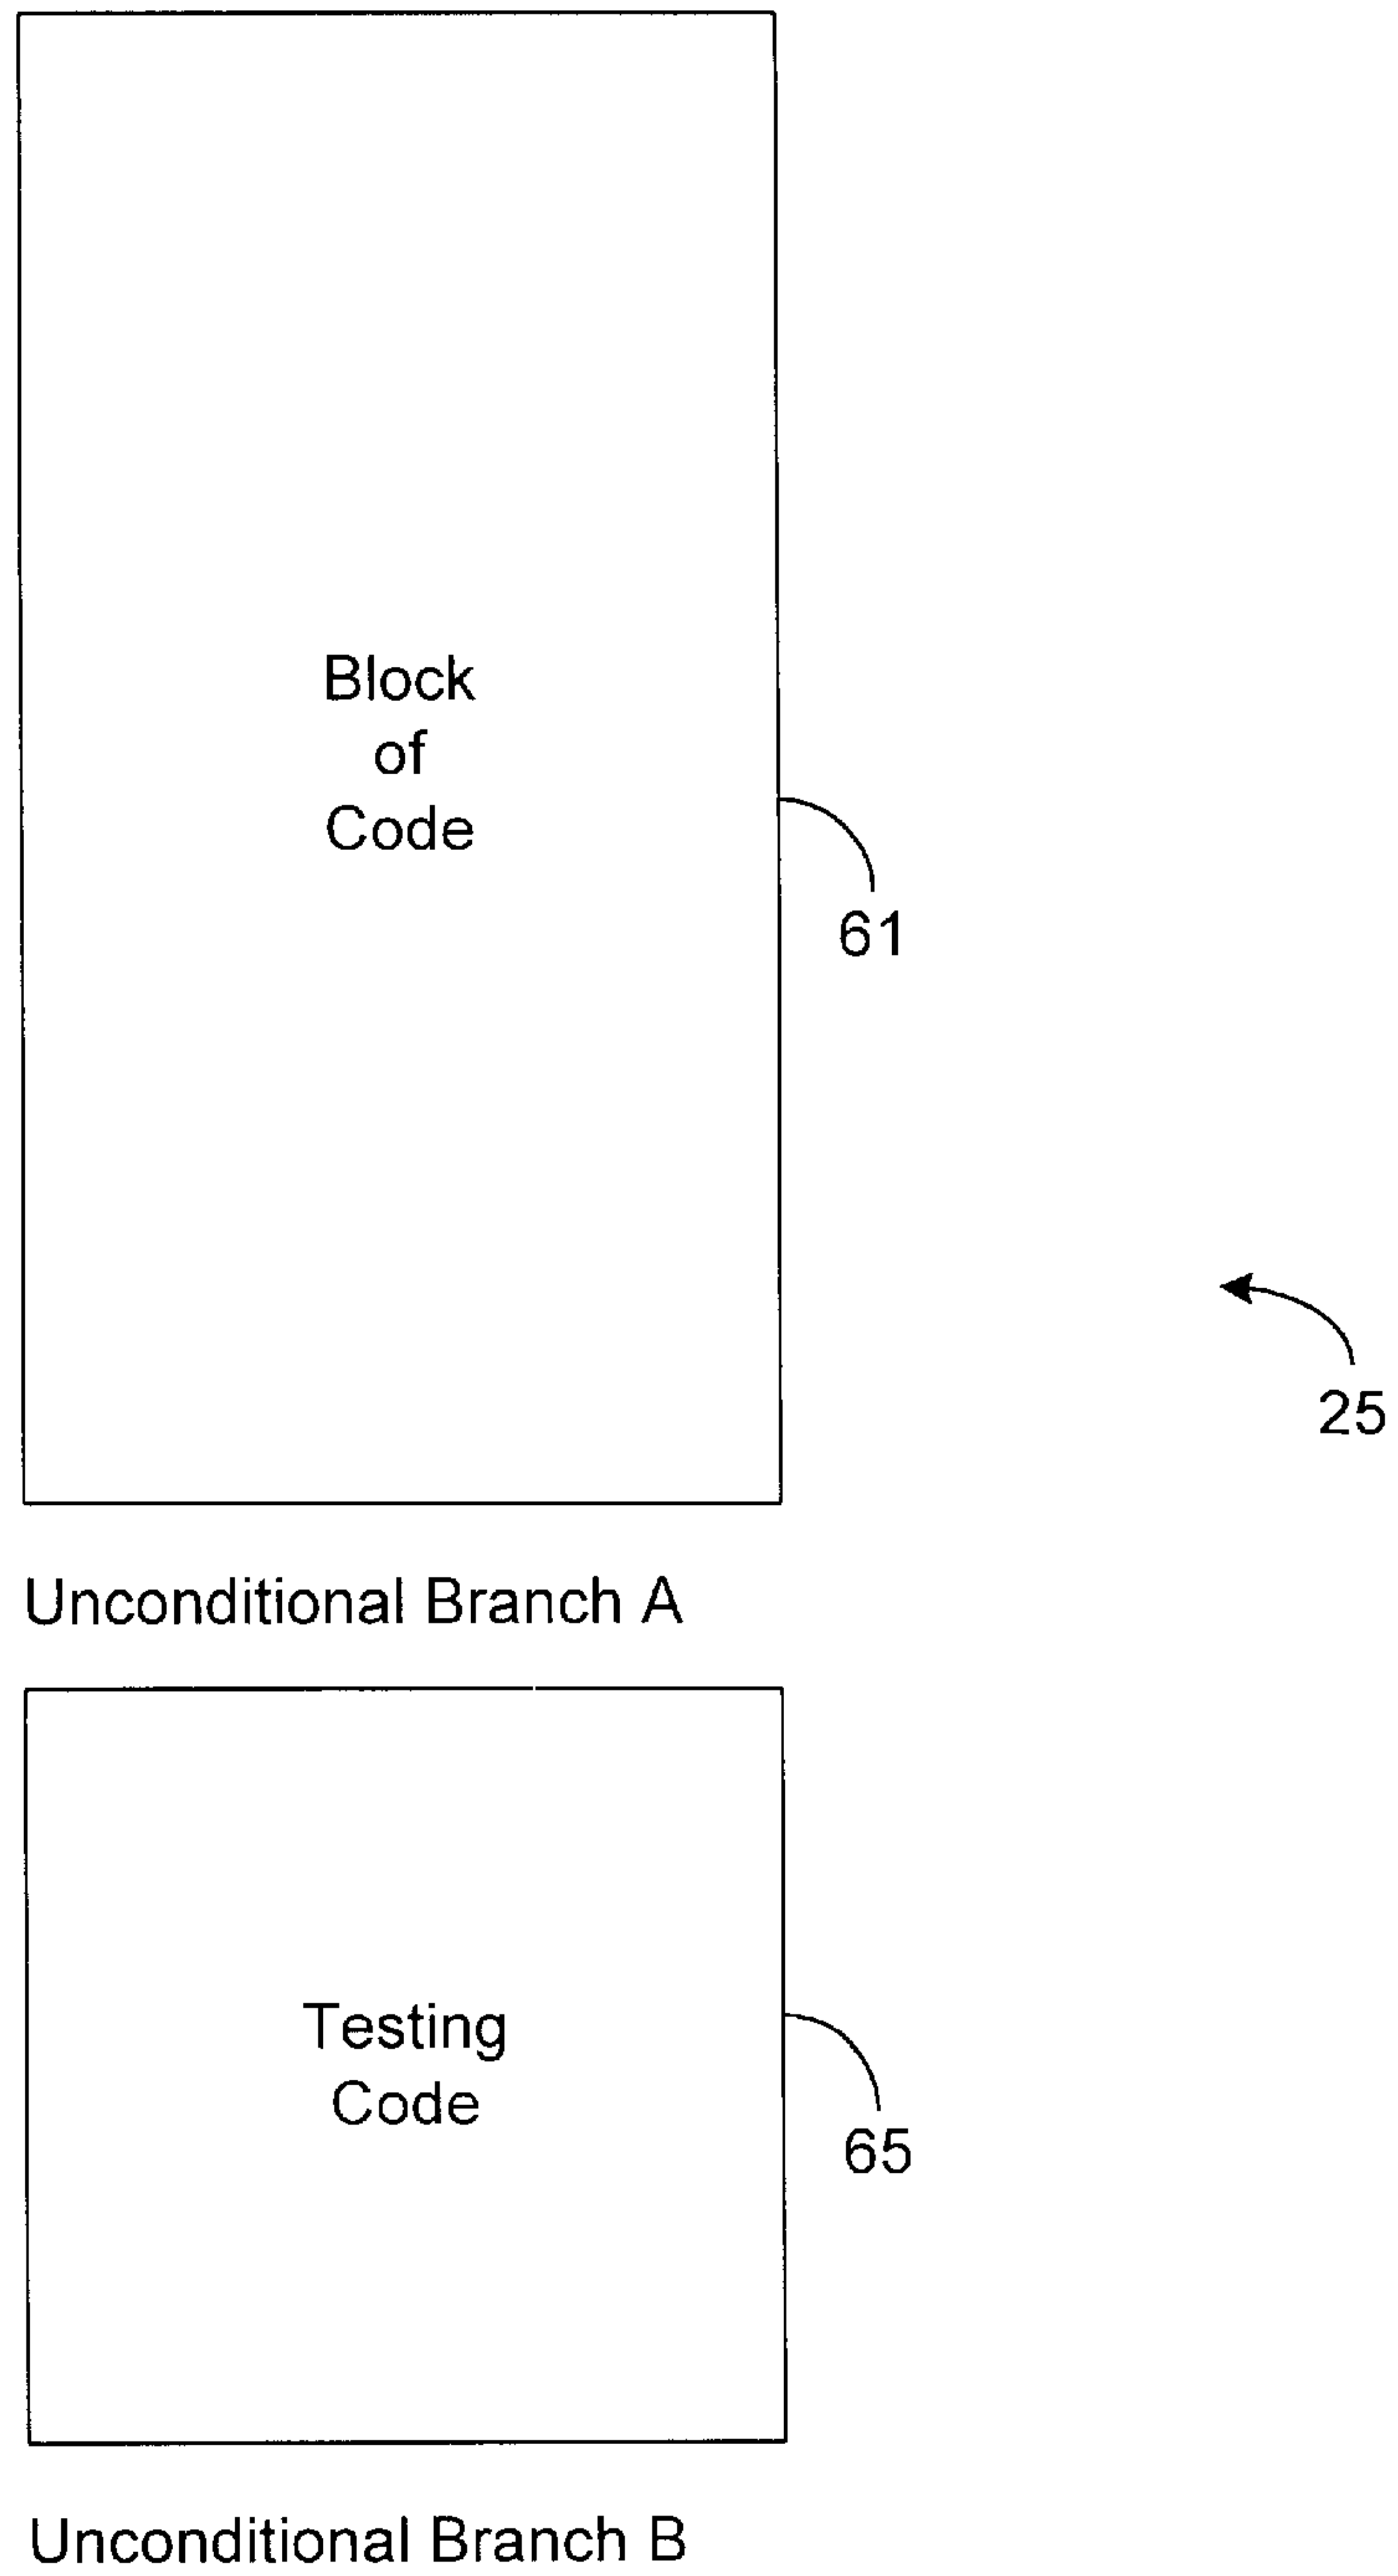 Block
of
Code
61
25
Unconditional Branch A
Testing
Code
65
Unconditional Branch B